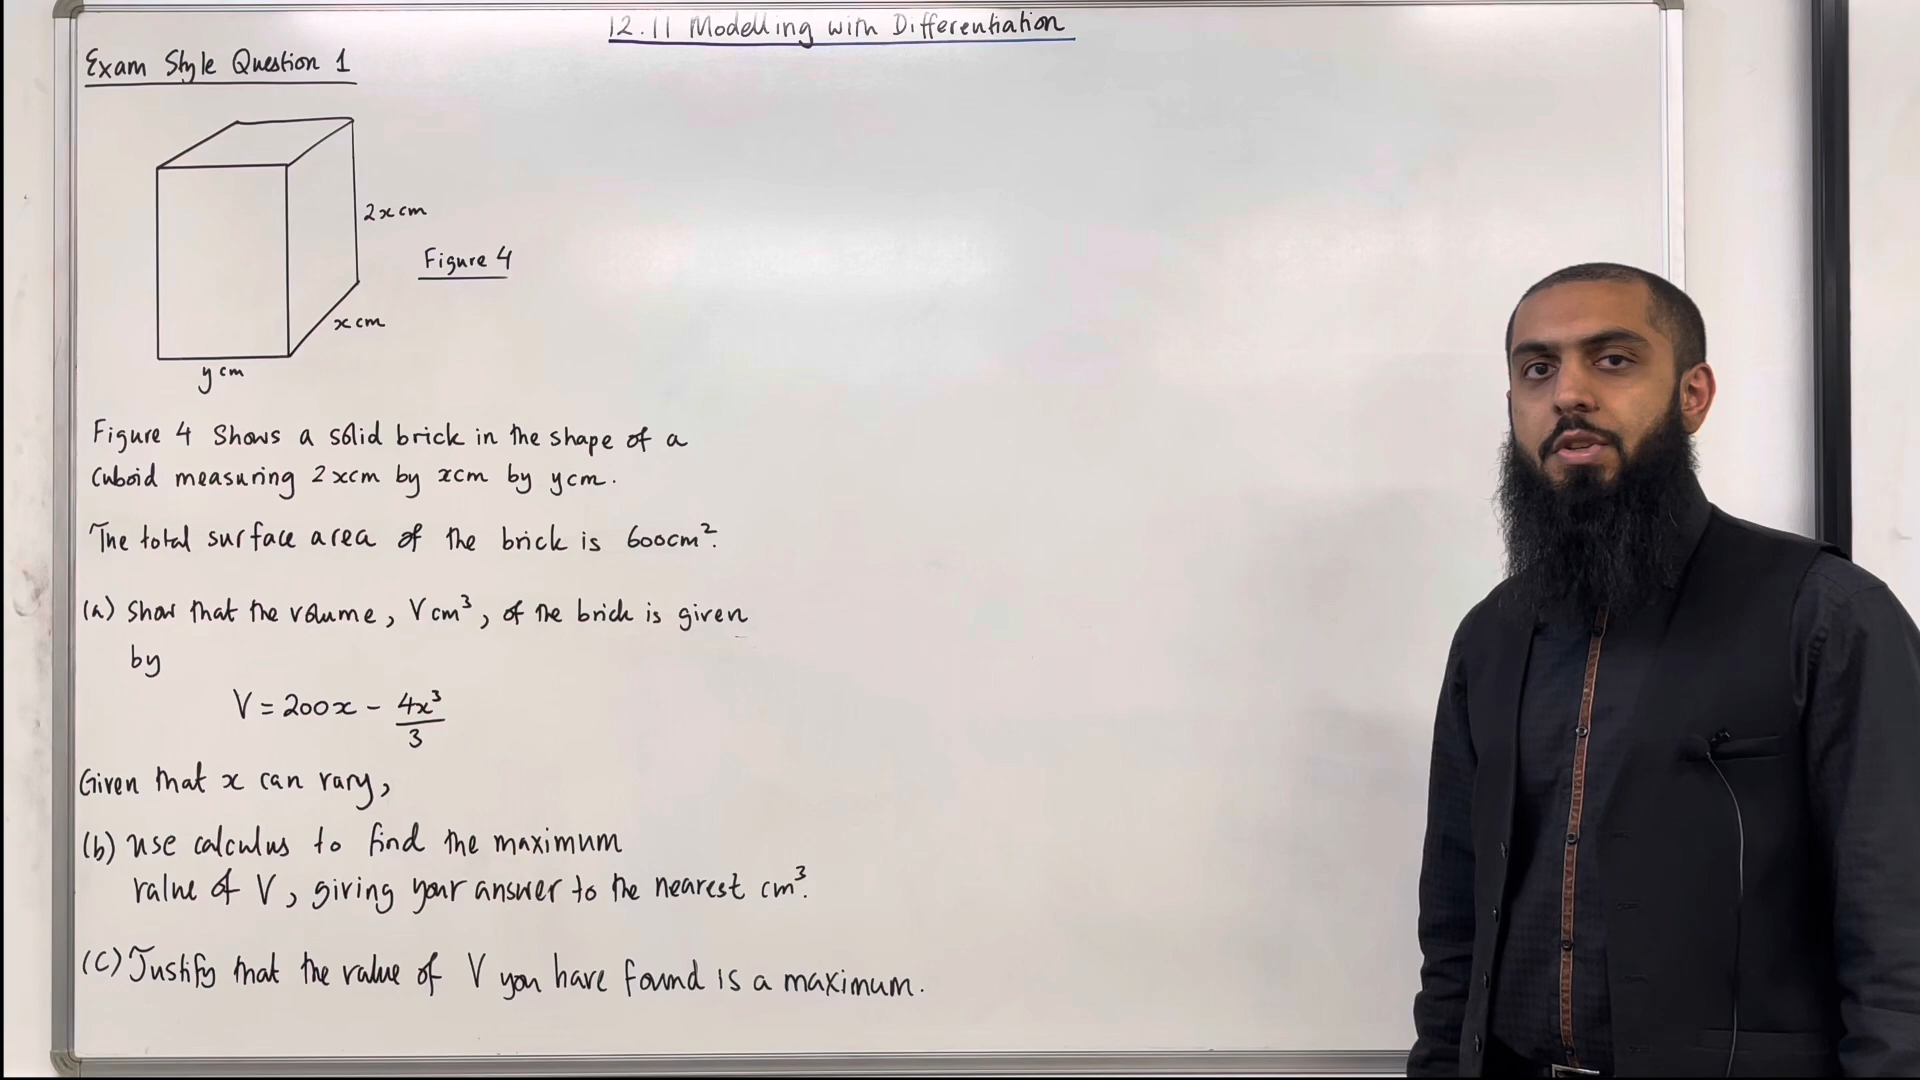 12.11 Modelling with Differentiation
Exam Style Question 1
2x cm
Figure 4
x cm
y cm
Figure 4 Shows a solid brick in the shape of a
cuboid measuring 2xcm by xcm by ycm.
The total surface area of the brick is 600cm².
(a) Show that the volume, V cm³, of the brick is given
by
V = 200x - 4x³/3
Given that x can vary,
(b) use calculus to find the maximum
value of V, giving your answer to the nearest cm³.
(c) Justify that the value of V you have found is a maximum.